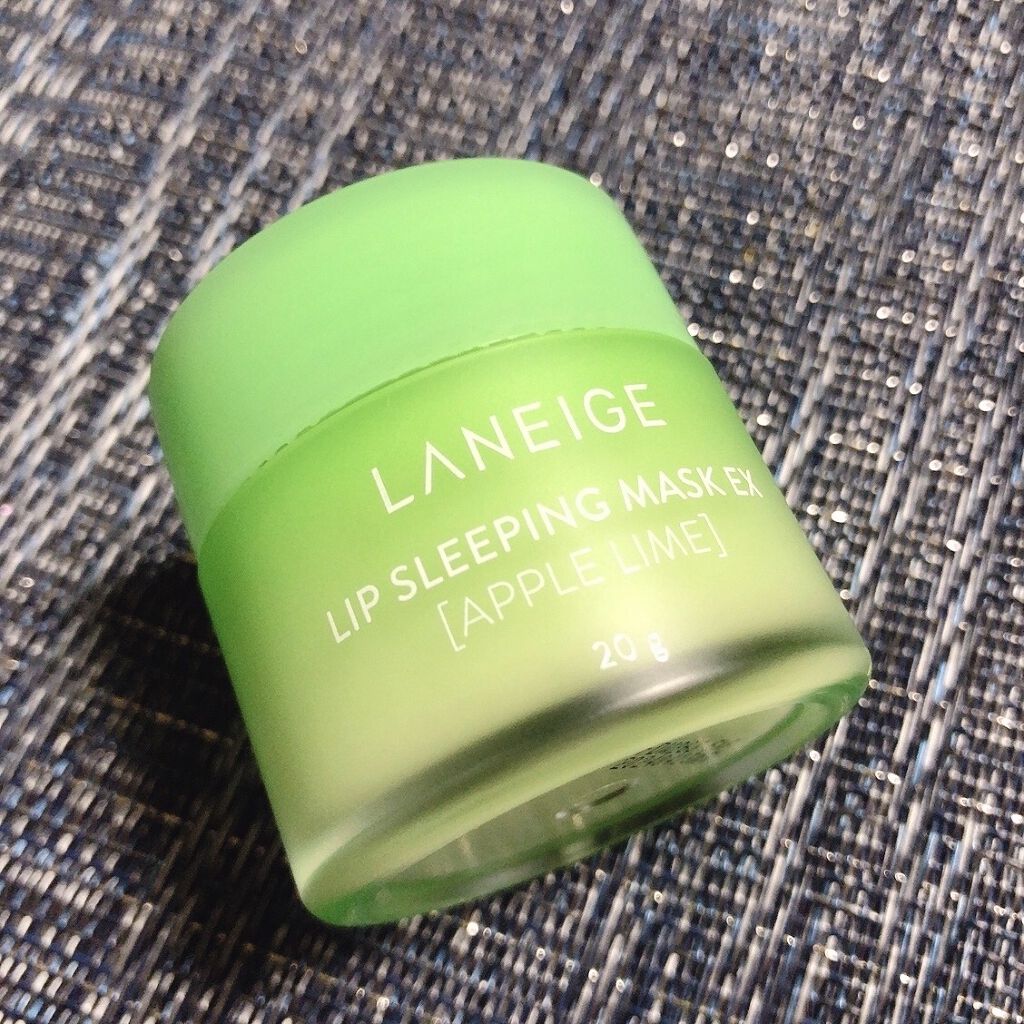 LANEIGE
LIP SLEEPING MASK EX
[APPLE LIME]
20 g